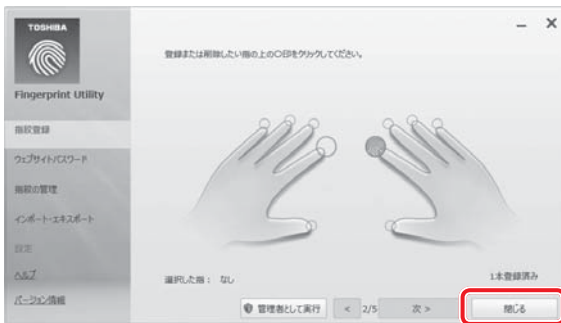 TOSHIBA
Fingerprint Utility
指紋登録
ウェブサイトパスワード
指紋の管理
インポート・エキスポート
設定
ヘルプ
バージョン情報
登録または削除したい指の上の○印をクリックしてください。
選択した指： なし
1本登録済み
管理者として実行
<
2/5
次 >
閉じる